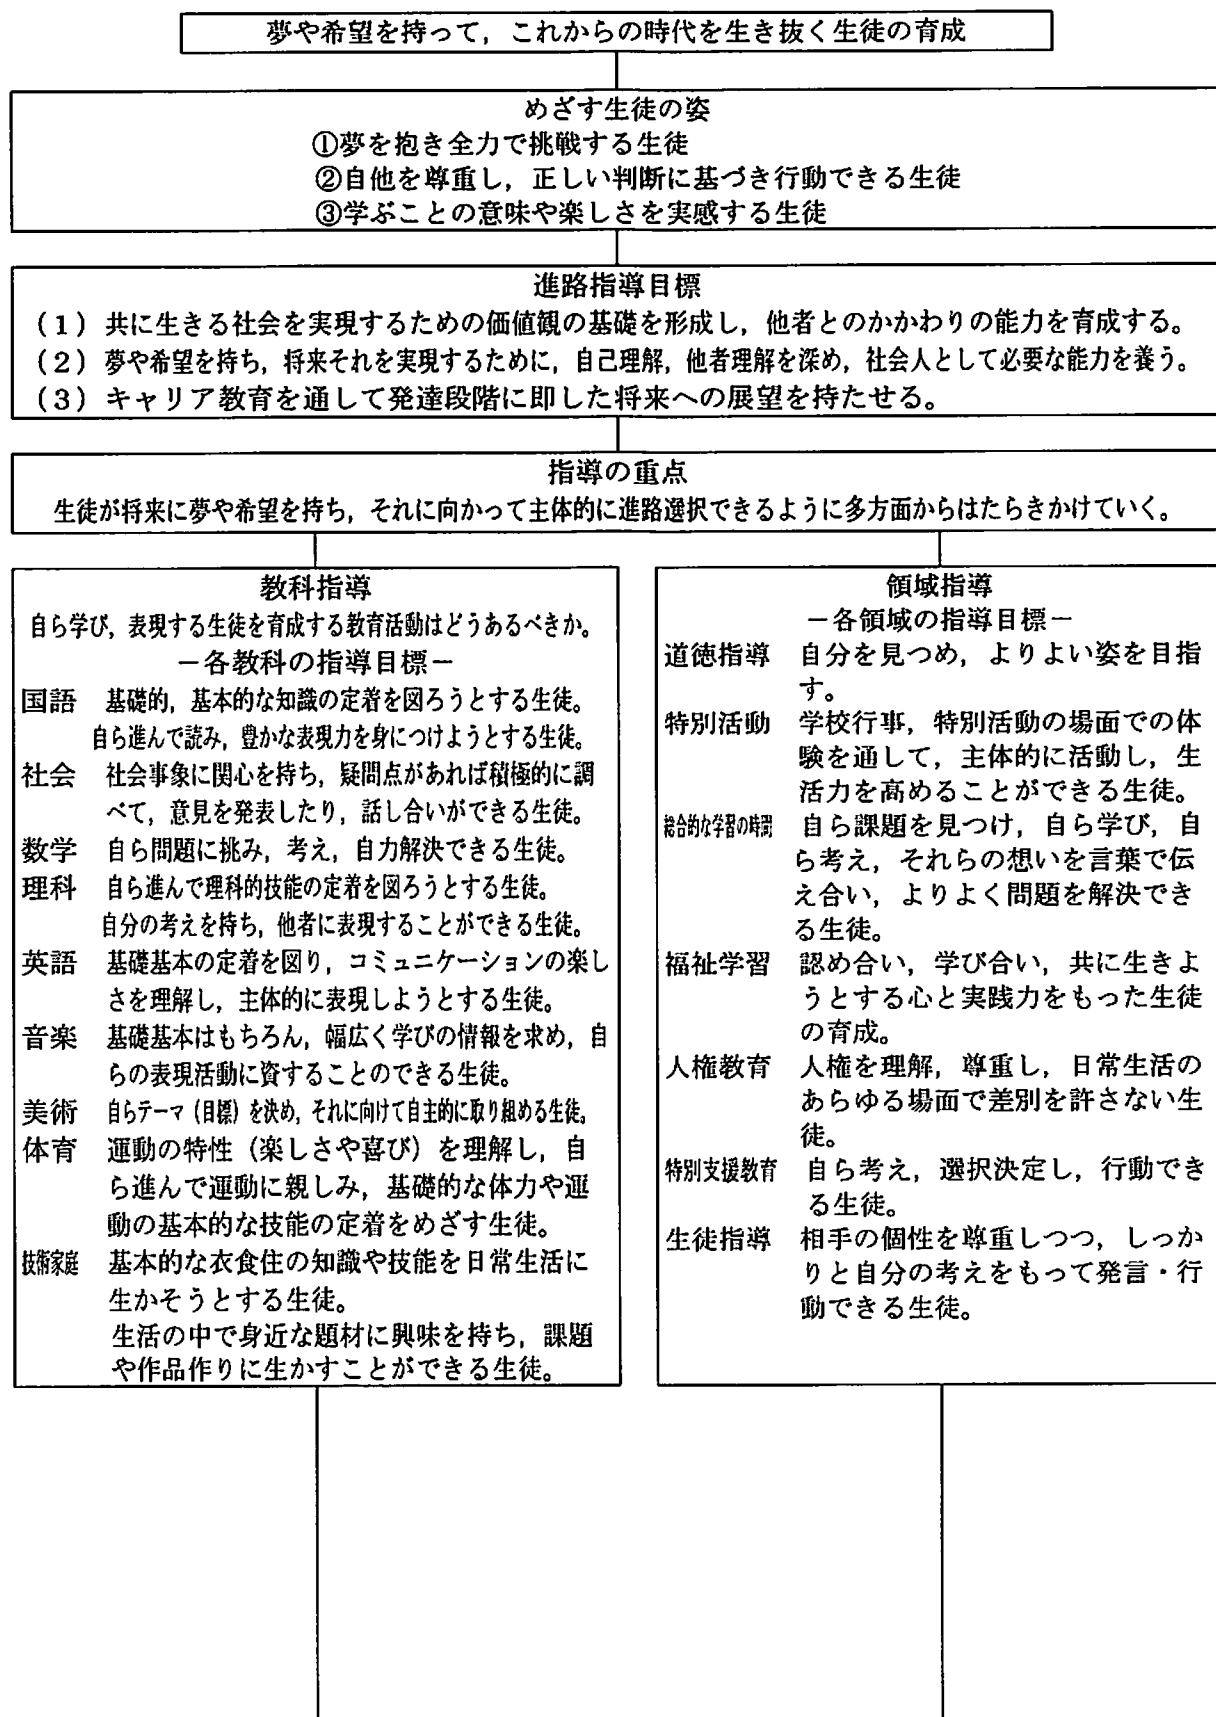 夢や希望を持って，これからの時代を生き抜く生徒の育成
めざす生徒の姿
①夢を抱き全力で挑戦する生徒
②自他を尊重し，正しい判断に基づき行動できる生徒
③学ぶことの意味や楽しさを実感する生徒
進路指導目標
(１) 共に生きる社会を実現するための価値観の基礎を形成し，他者とのかかわりの能力を育成する。
(２) 夢や希望を持ち，将来それを実現するために，自己理解，他者理解を深め，社会人として必要な能力を養う。
(３) キャリア教育を通して発達段階に即した将来への展望を持たせる。
指導の重点
生徒が将来に夢や希望を持ち，それに向かって主体的に進路選択できるように多方面からはたらきかけていく。
教科指導
自ら学び，表現する生徒を育成する教育活動はどうあるべきか。
－各教科の指導目標－
国語 基礎的，基本的な知識の定着を図ろうとする生徒。
自ら進んで読み，豊かな表現力を身につけようとする生徒。
社会 社会事象に関心を持ち，疑問点があれば積極的に調
べて，意見を発表したり，話し合いができる生徒。
数学 自ら問題に挑み，考え，自力解決できる生徒。
理科 自ら進んで理科的技能の定着を図ろうとする生徒。
自分の考えを持ち，他者に表現することができる生徒。
英語 基礎基本の定着を図り，コミュニケーションの楽し
さを理解し，主体的に表現しようとする生徒。
音楽 基礎基本はもちろん，幅広く学びの情報を求め，自
らの表現活動に資することのできる生徒。
美術 自らテーマ（目標）を決め，それに向けて自主的に取り組める生徒。
体育 運動の特性（楽しさや喜び）を理解し，自
ら進んで運動に親しみ，基礎的な体力や運
動の基本的な技能の定着をめざす生徒。
技術家庭 基本的な衣食住の知識や技能を日常生活に
生かそうとする生徒。
生活の中で身近な題材に興味を持ち，課題
や作品作りに生かすことができる生徒。
領域指導
－各領域の指導目標－
道徳指導 自分を見つめ，よりよい姿を目指
す。
特別活動 学校行事，特別活動の場面での体
験を通して，主体的に活動し，生
活力を高めることができる生徒。
総合的な学習の時間 自ら課題を見つけ，自ら学び，自
ら考え，それらの想いを言葉で伝
え合い，よりよく問題を解決でき
る生徒。
福祉学習 認め合い，学び合い，共に生きよ
うとする心と実践力をもった生徒
の育成。
人権教育 人権を理解，尊重し，日常生活の
あらゆる場面で差別を許さない生
徒。
特別支援教育 自ら考え，選択決定し，行動でき
る生徒。
生徒指導 相手の個性を尊重しつつ，しっか
りと自分の考えをもって発言・行
動できる生徒。